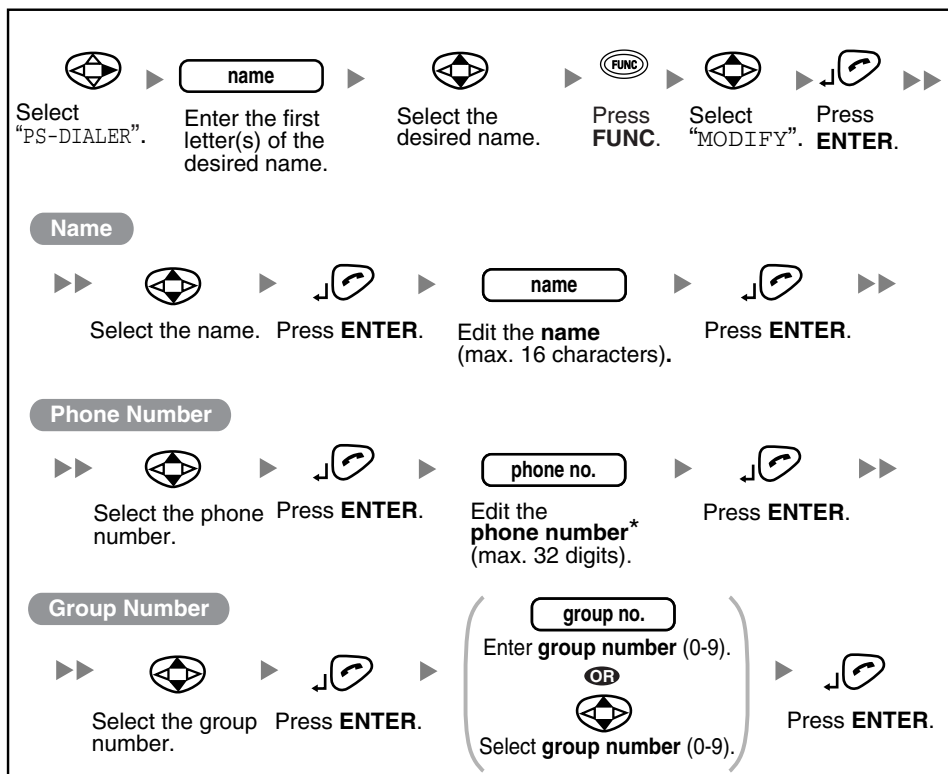 name
FUNC
Select
“PS-DIALER”.
Enter the first
letter(s) of the
desired name.
Select the
desired name.
Press
FUNC.
Select
“MODIFY”.
Press
ENTER.
Name
name
Select the name.
Press ENTER.
Edit the name
(max. 16 characters).
Press ENTER.
Phone Number
phone no.
Select the phone
number.
Press ENTER.
Edit the
phone number*
(max. 32 digits).
Press ENTER.
Group Number
group no.
Enter group number (0-9).
OR
Select the group
number.
Press ENTER.
Select group number (0-9).
Press ENTER.